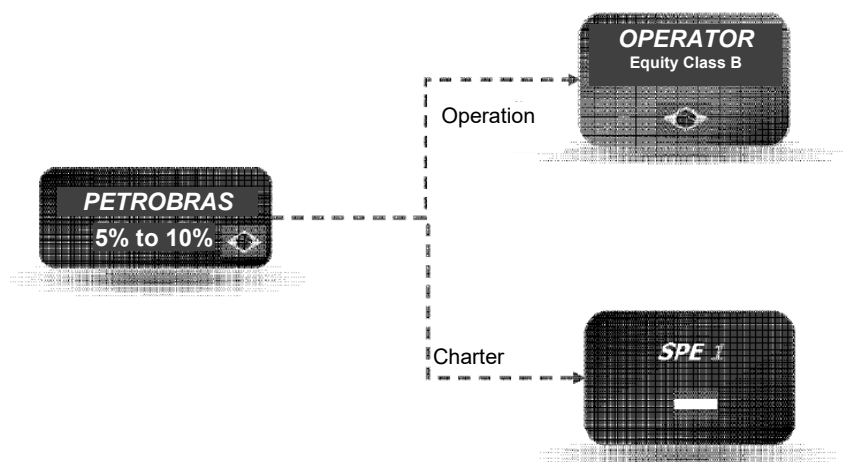 OPERATOR
Equity Class B
Operation
PETROBRAS
5% to 10%
Charter
SPE 1